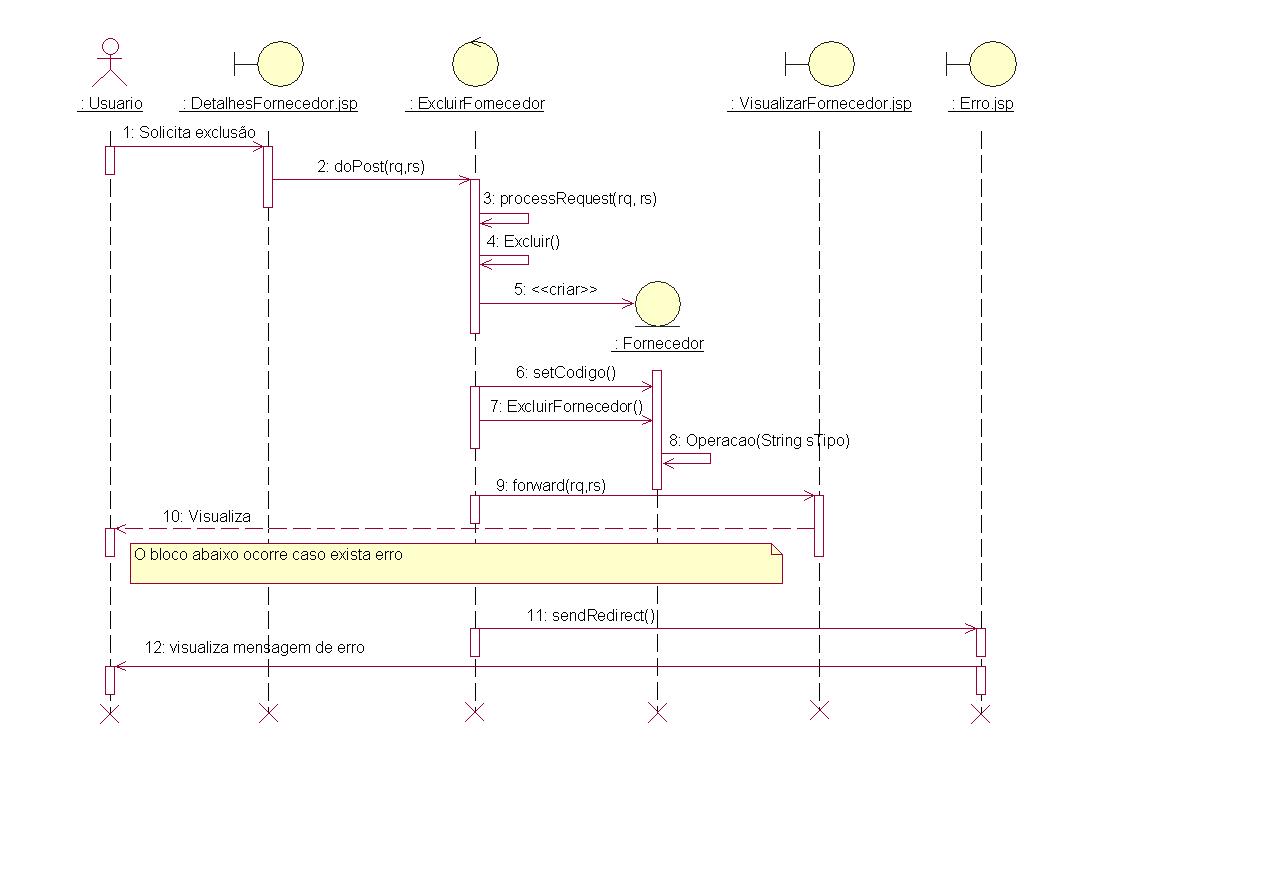 : Usuario
: DetalhesFornecedor.jsp
: ExcluirFornecedor
: VisualizarFornecedor.jsp
: Erro.jsp
1: Solicita exclusão
2: doPost(rq,rs)
3: processRequest(rq, rs)
4: Excluir()
5: <<criar>>
: Fornecedor
6: setCodigo()
7: ExcluirFornecedor()
8: Operacao(String sTipo)
9: forward(rq,rs)
10: Visualiza
O bloco abaixo ocorre caso exista erro
11: sendRedirect()
12: visualiza mensagem de erro